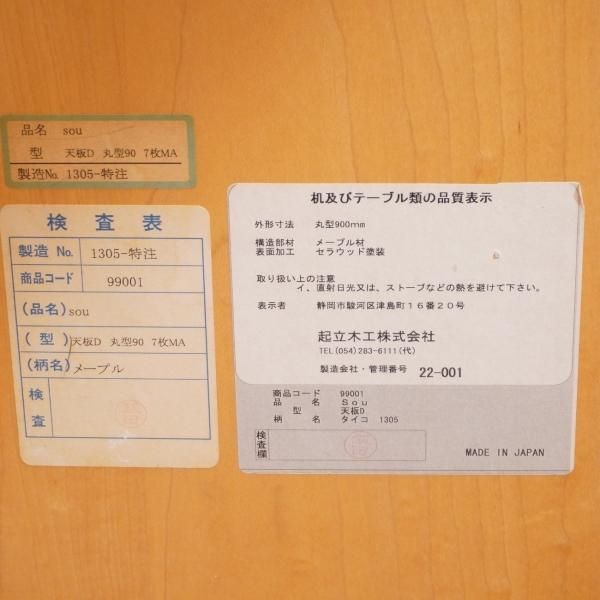 品名 sou
型 天板D 丸型90 7枚MA
製造No. 1305-特注
検査表
製造 No. 1305-特注
商品コード 99001
(品名) sou
(型) 天板D 丸型90 7枚MA
(柄名) メープル
検査
机及びテーブル類の品質表示
外形寸法 丸型900mm
構造部材 メープル材
表面加工 セラウッド塗装
取り扱い上の注意
イ、直射日光又は、ストーブなどの熱を避けて下さい。
表示者 静岡市駿河区津島町16番20号
起立木工株式会社
TEL(054)283-6111(代)
製造会社・管理番号 22-001
商品コード 99001
品名 Sou
型 天板D
柄名 タイコ 1305
検査欄
MADE IN JAPAN